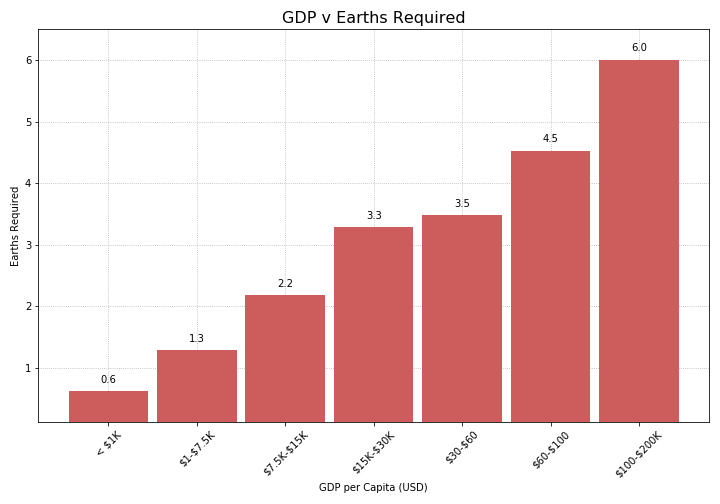 GDP v Earths Required
6.0
6
5
4.5
4
3.5
3.3
3
2.2
2
1.3
1
0.6
Earths Required
< $1K
$1-$7.5K
$7.5K-$15K
$15K-$30K
$30-$60
$60-$100
$100-$200K
GDP per Capita (USD)